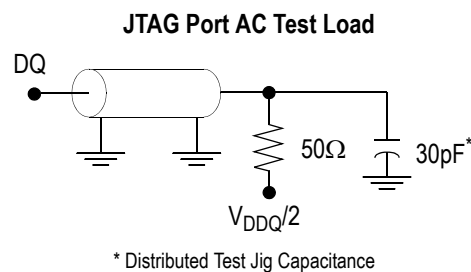 JTAG Port AC Test Load
DQ
50Ω
30pF*
VDDQ/2
* Distributed Test Jig Capacitance